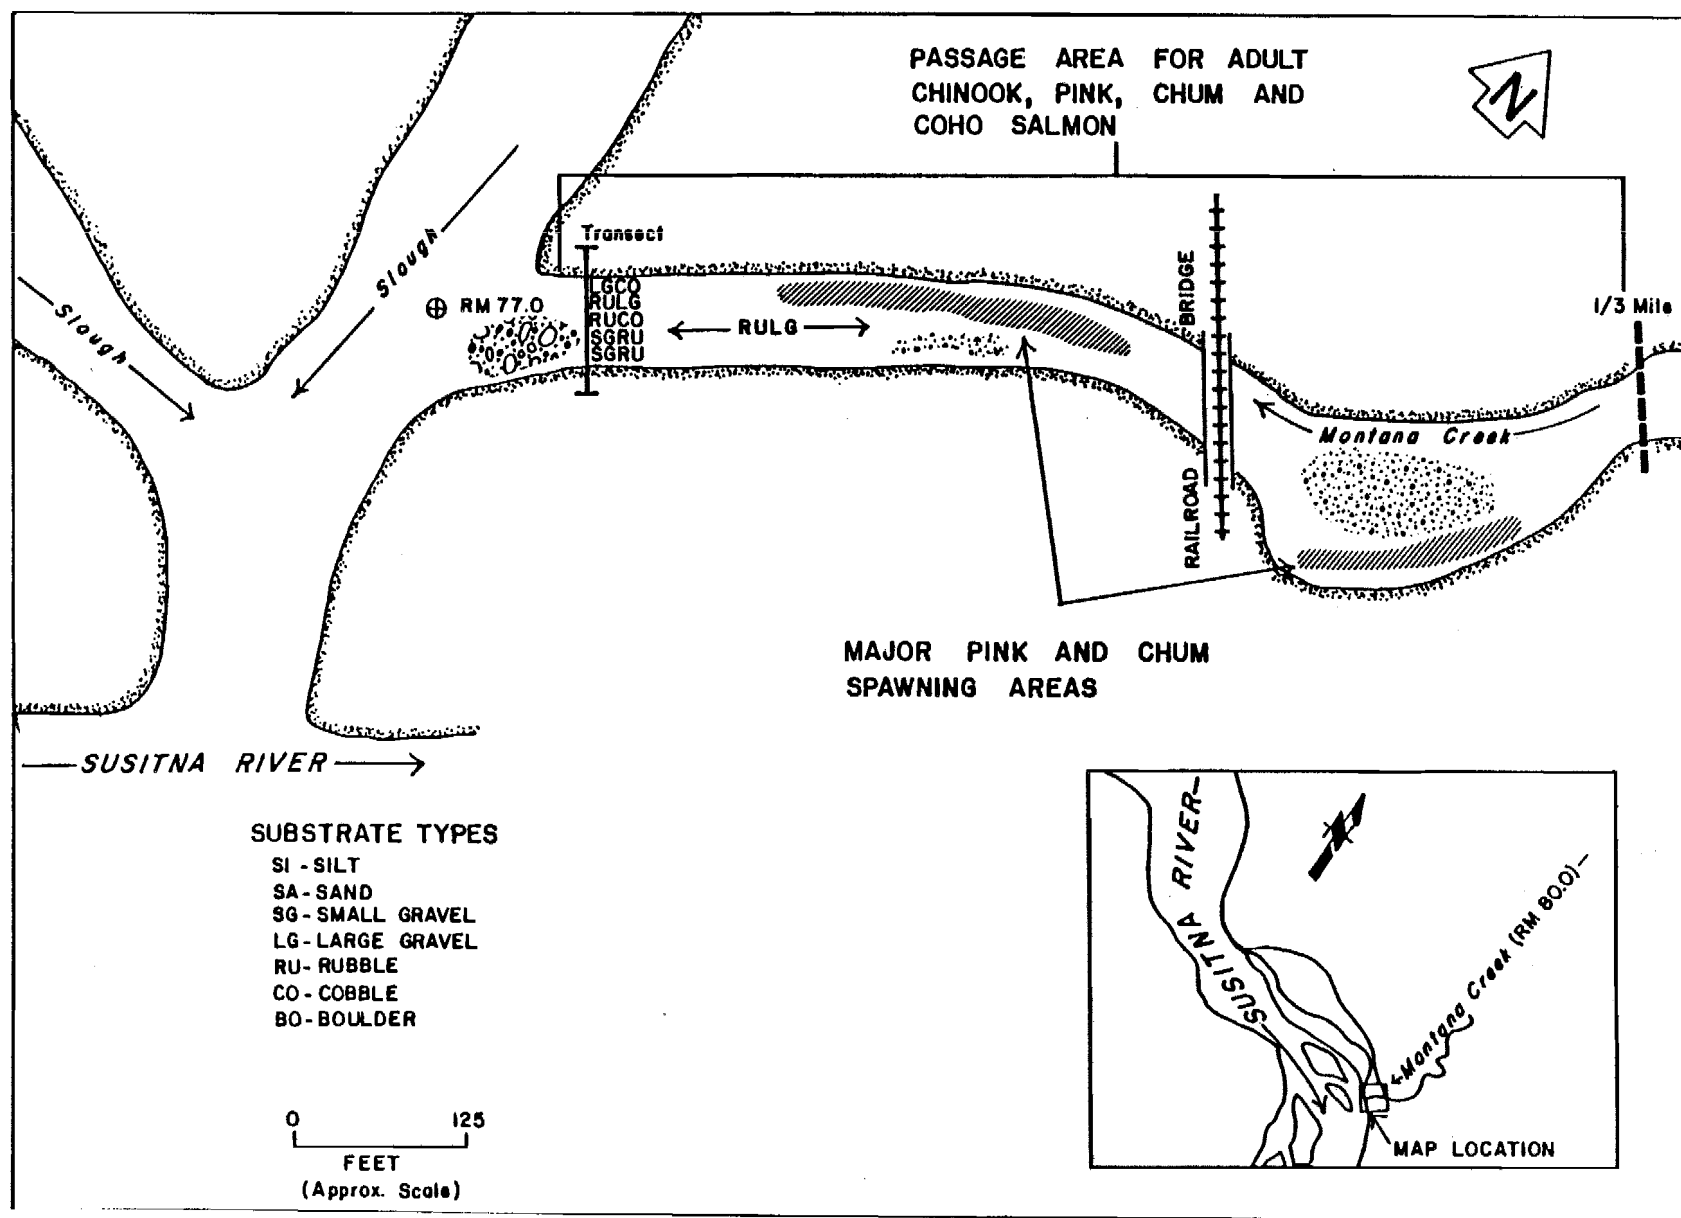 PASSAGE AREA FOR ADULT
CHINOOK, PINK, CHUM AND
COHO SALMON
N
Transect
Slough
Slough
RM 77.0
LGCO
RULG
RUCO
SGRU
SGRU
RULG
BRIDGE
RAILROAD
1/3 Mile
Montana Creek
MAJOR PINK AND CHUM
SPAWNING AREAS
SUSITNA RIVER
SUBSTRATE TYPES
SI - SILT
SA - SAND
SG - SMALL GRAVEL
LG - LARGE GRAVEL
RU - RUBBLE
CO - COBBLE
BO - BOULDER
0 125
FEET
(Approx. Scale)
SUSITNA RIVER
N
Montana Creek (RM 80.0)
MAP LOCATION